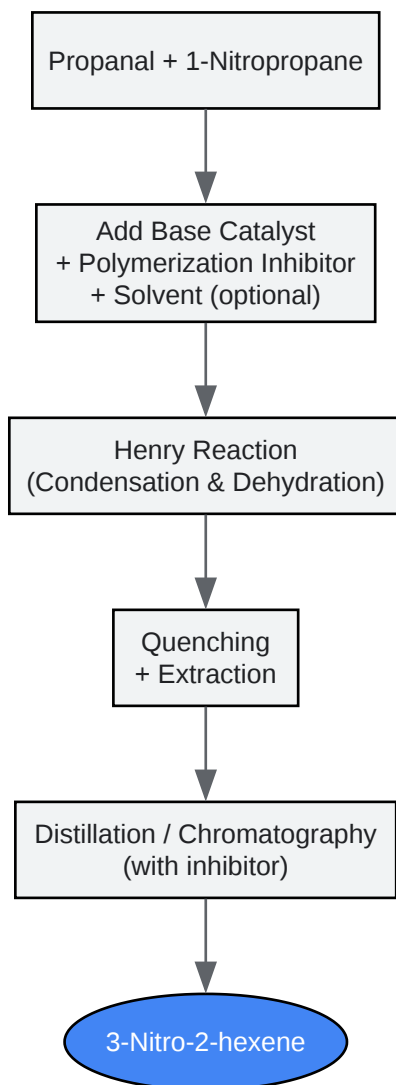 Propanal + 1-Nitropropane
Add Base Catalyst
+ Polymerization Inhibitor
+ Solvent (optional)
Henry Reaction
(Condensation & Dehydration)
Quenching
+ Extraction
Distillation / Chromatography
(with inhibitor)
3-Nitro-2-hexene